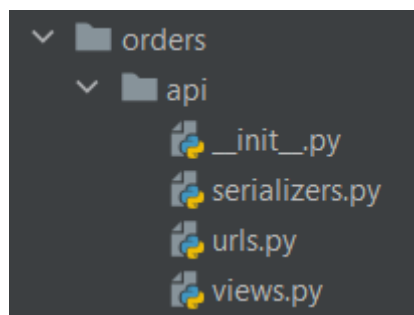 orders
api
__init__.py
serializers.py
urls.py
views.py